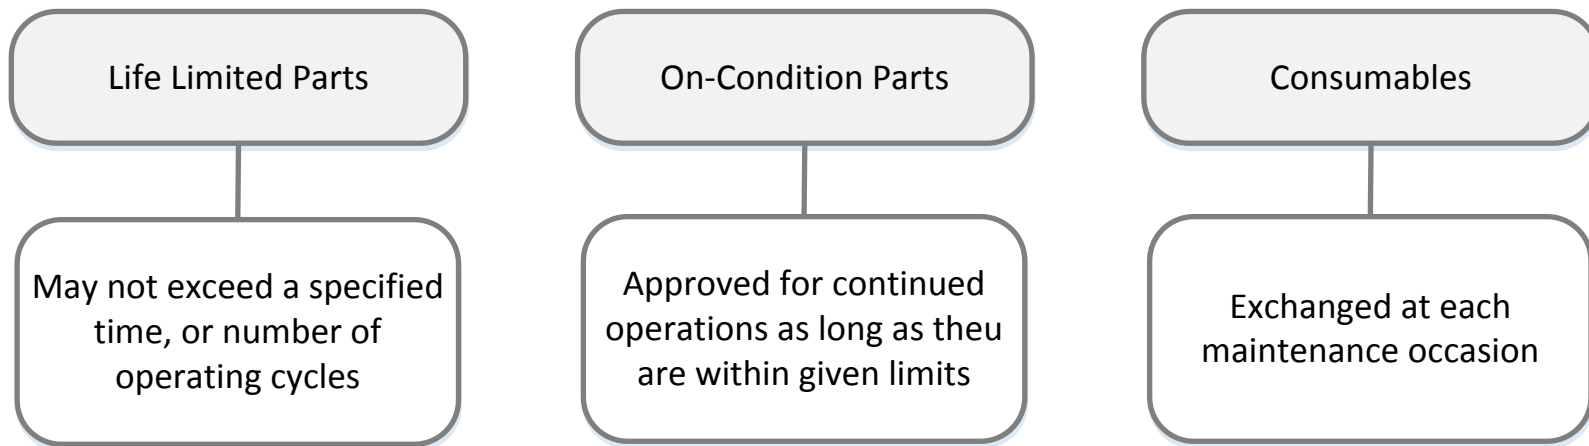 Life Limited Parts
On-Condition Parts
Consumables
May not exceed a specified
time, or number of
operating cycles
Approved for continued
operations as long as theu
are within given limits
Exchanged at each
maintenance occasion